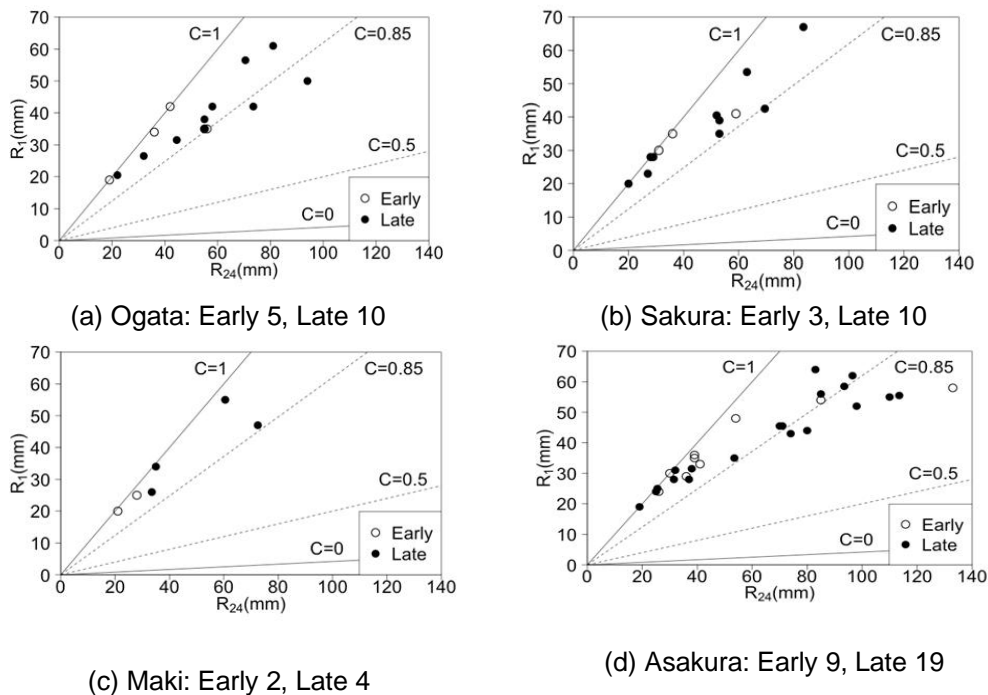 70
60
50
40
30
20
10
0
R1(mm)
C=1
C=0.85
C=0.5
C=0
Early
Late
0 20 40 60 80 100 120 140
R24(mm)
(a) Ogata: Early 5, Late 10
70
60
50
40
30
20
10
0
R1(mm)
C=1
C=0.85
C=0.5
C=0
Early
Late
0 20 40 60 80 100 120 140
R24(mm)
(b) Sakura: Early 3, Late 10
70
60
50
40
30
20
10
0
R1(mm)
C=1
C=0.85
C=0.5
C=0
Early
Late
0 20 40 60 80 100 120 140
R24(mm)
(c) Maki: Early 2, Late 4
70
60
50
40
30
20
10
0
R1(mm)
C=1
C=0.85
C=0.5
C=0
Early
Late
0 20 40 60 80 100 120 140
R24(mm)
(d) Asakura: Early 9, Late 19